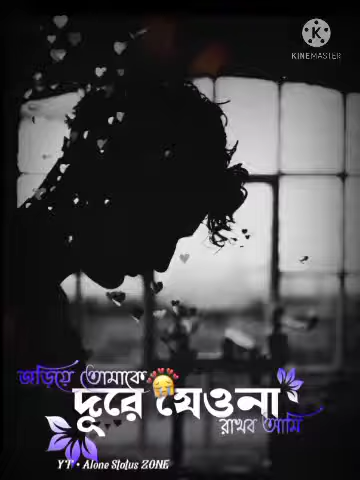 KINEMASTER
জড়িয়ে তোমাকে
দূরে যেওনা
রাখব আমি
YT • Alone Status ZONE